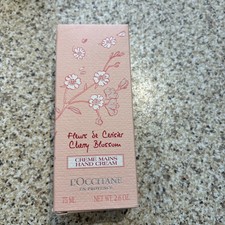 Fleurs de Cerisier
Cherry Blossom
CRÈME MAINS
HAND CREAM
L'OCCITANE
EN PROVENCE
75 ML NET WT. 2.6 OZ.